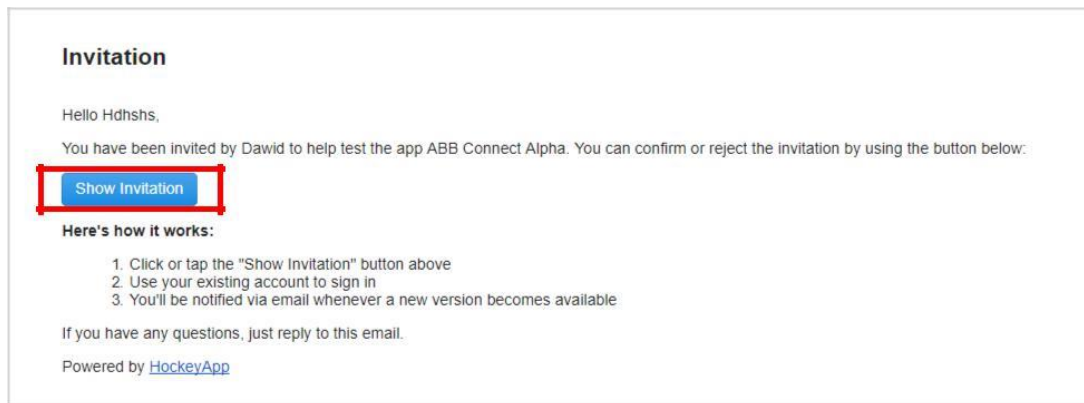 Invitation
Hello Hdhshs,
You have been invited by Dawid to help test the app ABB Connect Alpha. You can confirm or reject the invitation by using the button below:
Show Invitation
Here's how it works:
1. Click or tap the "Show Invitation" button above
2. Use your existing account to sign in
3. You'll be notified via email whenever a new version becomes available
If you have any questions, just reply to this email.
Powered by HockeyApp